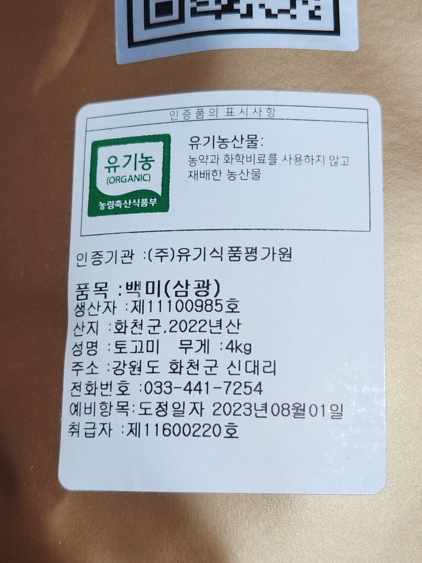 인증품의 표시사항
유기농
(ORGANIC)
농림축산식품부
유기농산물:
농약과 화학비료를 사용하지 않고
재배한 농산물
인증기관 :(주)유기식품평가원
품목 :백미(삼광)
생산자 :제11100985호
산지 :화천군,2022년산
성명 :토고미 무게 :4kg
주소 :강원도 화천군 신대리
전화번호 :033-441-7254
예비항목:도정일자 2023년08월01일
취급자 :제11600220호